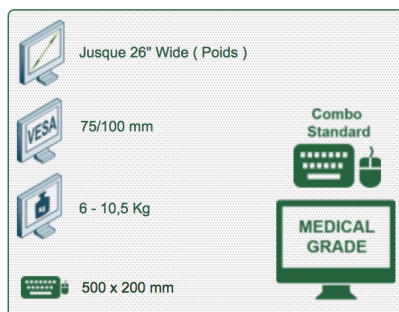 Jusque 26" Wide ( Poids )
VESA
75/100 mm
KG
6 - 10,5 Kg
500 x 200 mm
Combo
Standard
MEDICAL
GRADE